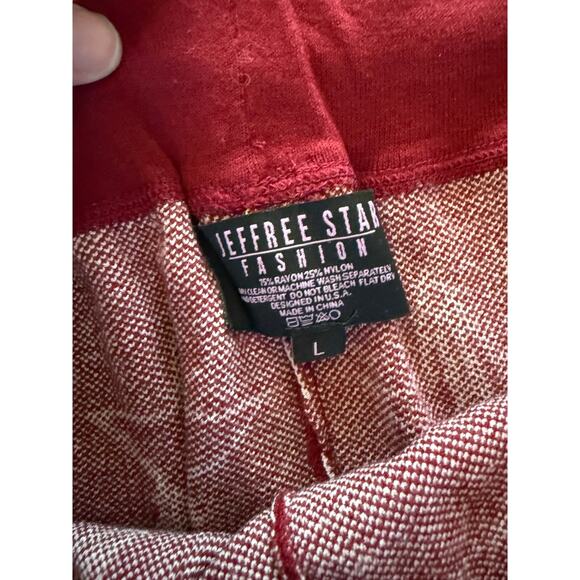 JEFFREE STAR
FASHION
75% RAYON 25% NYLON
CLEAN OR MACHINE WASH SEPARATELY
DETERGENT DO NOT BLEACH FLAT DRY
DESIGNED IN U.S.A.
MADE IN CHINA
L